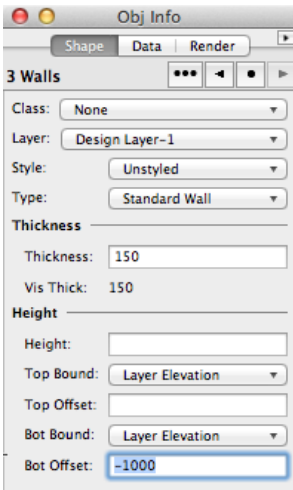 Obj Info
Shape Data Render
3 Walls
Class: None
Layer: Design Layer-1
Style: Unstyled
Type: Standard Wall
Thickness
Thickness: 150
Vis Thick: 150
Height
Height:
Top Bound: Layer Elevation
Top Offset:
Bot Bound: Layer Elevation
Bot Offset: -1000